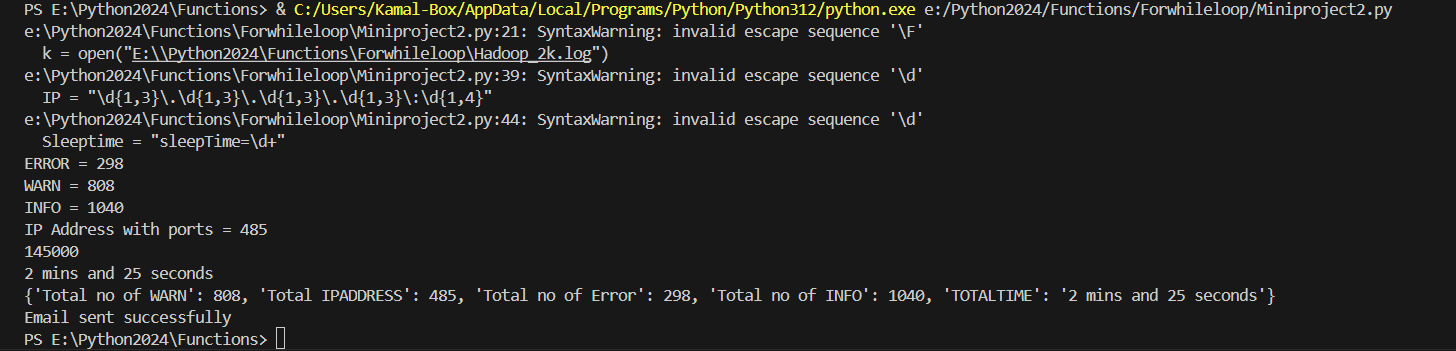 PS E:\Python2024\Functions> & C:/Users/Kamal-Box/AppData/Local/Programs/Python/Python312/python.exe e:/Python2024/Functions/Forwhileloop/Miniproject2.py
e:\Python2024\Functions\Forwhileloop\Miniproject2.py:21: SyntaxWarning: invalid escape sequence '\F'
  k = open("E:\\Python2024\Functions\Forwhileloop\Hadoop_2k.log")
e:\Python2024\Functions\Forwhileloop\Miniproject2.py:39: SyntaxWarning: invalid escape sequence '\d'
  IP = "\d{1,3}\.\d{1,3}\.\d{1,3}\.\d{1,3}\:\d{1,4}"
e:\Python2024\Functions\Forwhileloop\Miniproject2.py:44: SyntaxWarning: invalid escape sequence '\d'
  Sleeptime = "sleepTime=\d+"
ERROR = 298
WARN = 808
INFO = 1040
IP Address with ports = 485
145000
2 mins and 25 seconds
{'Total no of WARN': 808, 'Total IPADDRESS': 485, 'Total no of Error': 298, 'Total no of INFO': 1040, 'TOTALTIME': '2 mins and 25 seconds'}
Email sent successfully
PS E:\Python2024\Functions>